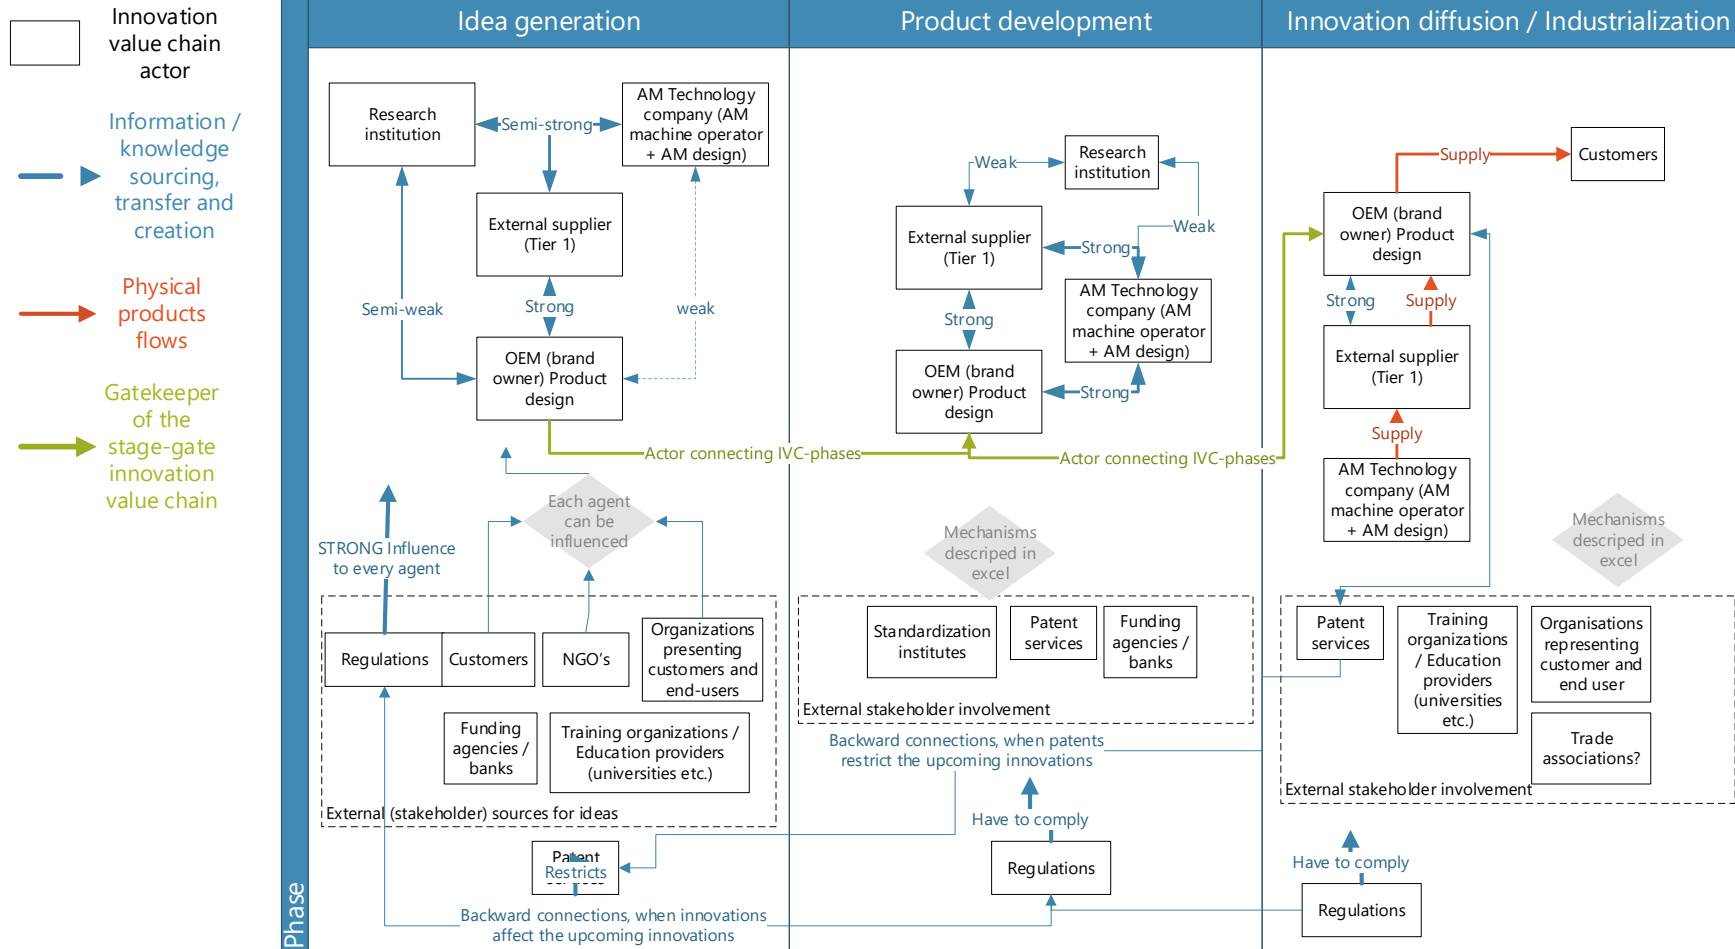 Innovation
value chain
actor
Information /
knowledge
sourcing,
transfer and
creation
Physical
products
flows
Gatekeeper
of the
stage-gate
innovation
value chain
Phase
Idea generation
Research
institution
Semi-strong
AM Technology
company (AM
machine operator
+ AM design)
External supplier
(Tier 1)
Semi-weak
Strong
weak
OEM (brand
owner) Product
design
Actor connecting IVC-phases
Each agent
can be
influenced
STRONG Influence
to every agent
Regulations
Customers
NGO's
Organizations
presenting
customers and
end-users
Funding
agencies /
banks
Training organizations /
Education providers
(universities etc.)
External (stakeholder) sources for ideas
Patent
Restricts
Backward connections, when innovations
affect the upcoming innovations
Product development
Weak
Research
institution
Weak
External supplier
(Tier 1)
Strong
AM Technology
company (AM
machine operator
+ AM design)
Strong
OEM (brand
owner) Product
design
Strong
Actor connecting IVC-phases
Mechanisms
descriped in
excel
Standardization
institutes
Patent
services
Funding
agencies /
banks
External stakeholder involvement
Backward connections, when patents
restrict the upcoming innovations
Have to comply
Regulations
Innovation diffusion / Industrialization
Supply
Customers
OEM (brand
owner) Product
design
Strong
Supply
External supplier
(Tier 1)
Supply
AM Technology
company (AM
machine operator
+ AM design)
Mechanisms
descriped in
excel
Patent
services
Training
organizations
/ Education
providers
(universities
etc.)
Organisations
representing
customer and
end user
Trade
associations?
External stakeholder involvement
Have to comply
Regulations